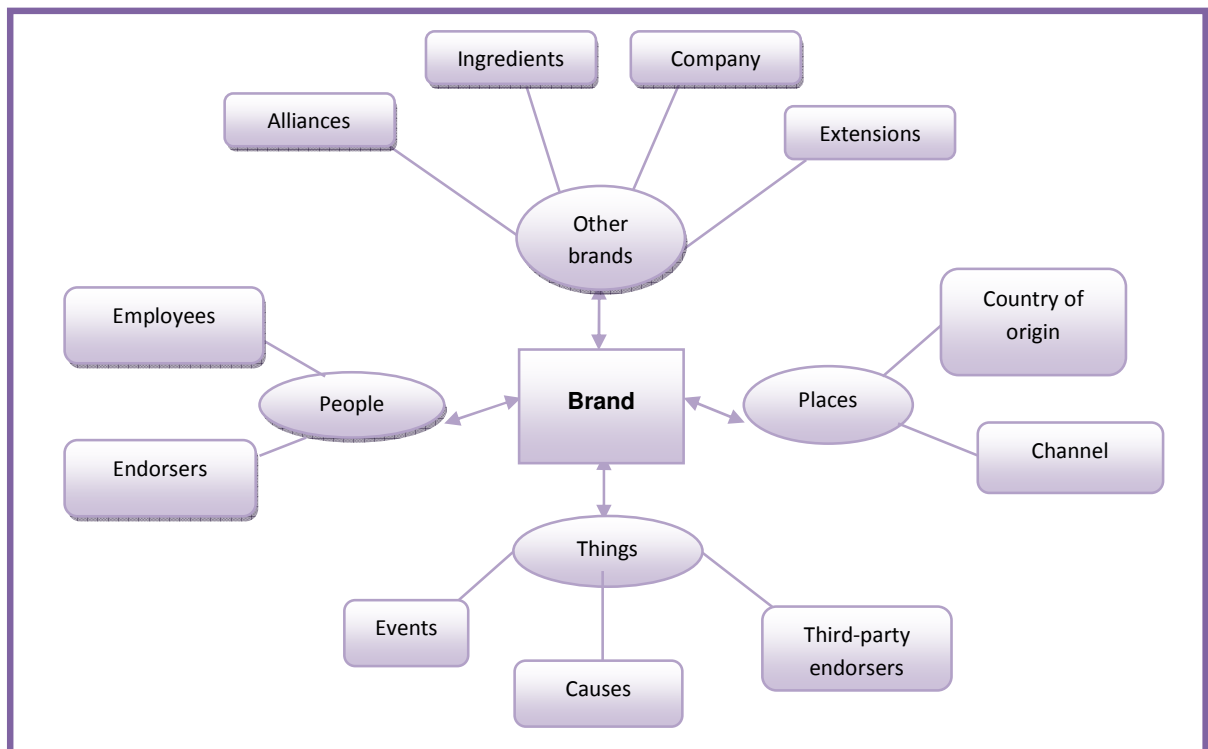 Ingredients
Company
Alliances
Extensions
Other
brands
Employees
Country of
origin
People
Brand
Places
Endorsers
Channel
Things
Events
Third-party
endorsers
Causes